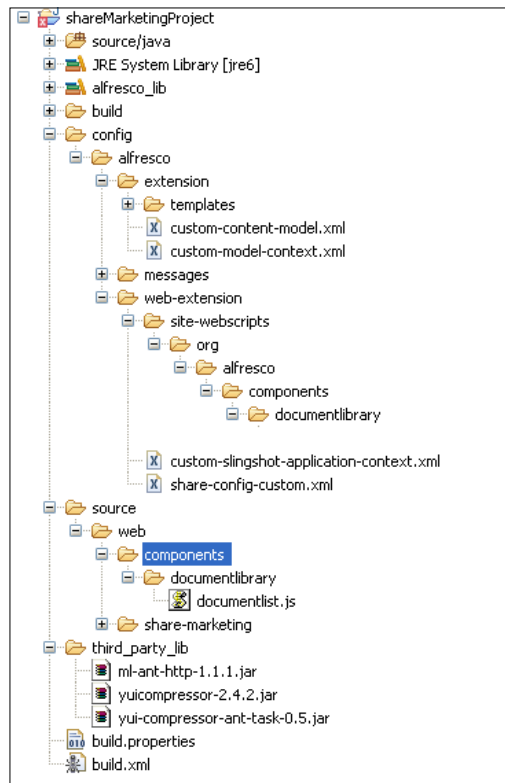 shareMarketingProject
source/java
JRE System Library [jre6]
alfresco_lib
build
config
alfresco
extension
templates
custom-content-model.xml
custom-model-context.xml
messages
web-extension
site-webscripts
org
alfresco
components
documentlibrary
custom-slingshot-application-context.xml
share-config-custom.xml
source
web
components
documentlibrary
documentlist.js
share-marketing
third_party_lib
ml-ant-http-1.1.1.jar
yuicompressor-2.4.2.jar
yui-compressor-ant-task-0.5.jar
build.properties
build.xml